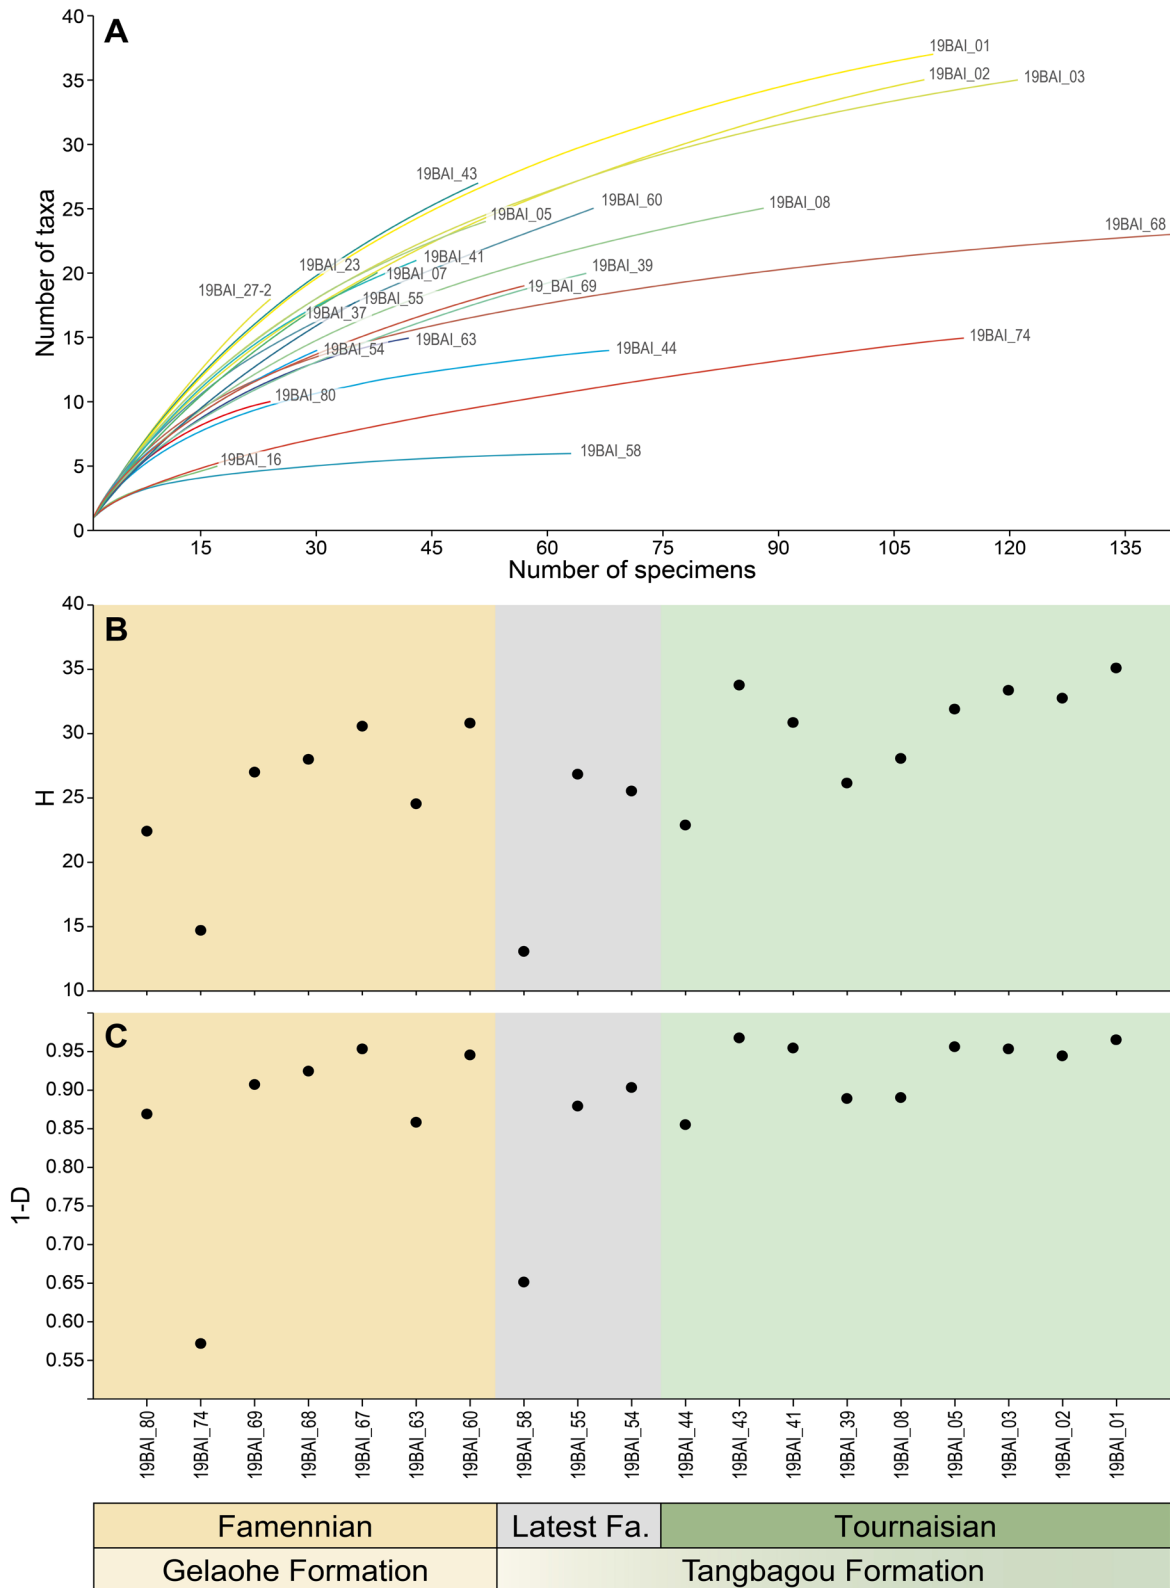 A
40
35
30
25
20
15
10
5
0
Number of taxa
19BAI_01
19BAI_02
19BAI_03
19BAI_43
19BAI_60
19BAI_05
19BAI_08
19BAI_68
19BAI_41
19BAI_23
19BAI_07
19BAI_39
19_BAI_69
19BAI_27-2
19BAI_55
19BAI_37
19BAI_63
19BAI_54
19BAI_44
19BAI_74
19BAI_80
19BAI_16
19BAI_58
15 30 45 60 75 90 105 120 135
Number of specimens
B
40
35
30
25
20
15
10
H
C
0.95
0.90
0.85
0.80
0.75
0.70
0.65
0.60
0.55
1-D
19BAI_80
19BAI_74
19BAI_69
19BAI_68
19BAI_67
19BAI_63
19BAI_60
19BAI_58
19BAI_55
19BAI_54
19BAI_44
19BAI_43
19BAI_41
19BAI_39
19BAI_08
19BAI_05
19BAI_03
19BAI_02
19BAI_01
Famennian Latest Fa. Tournaisian
Gelaohe Formation Tangbagou Formation